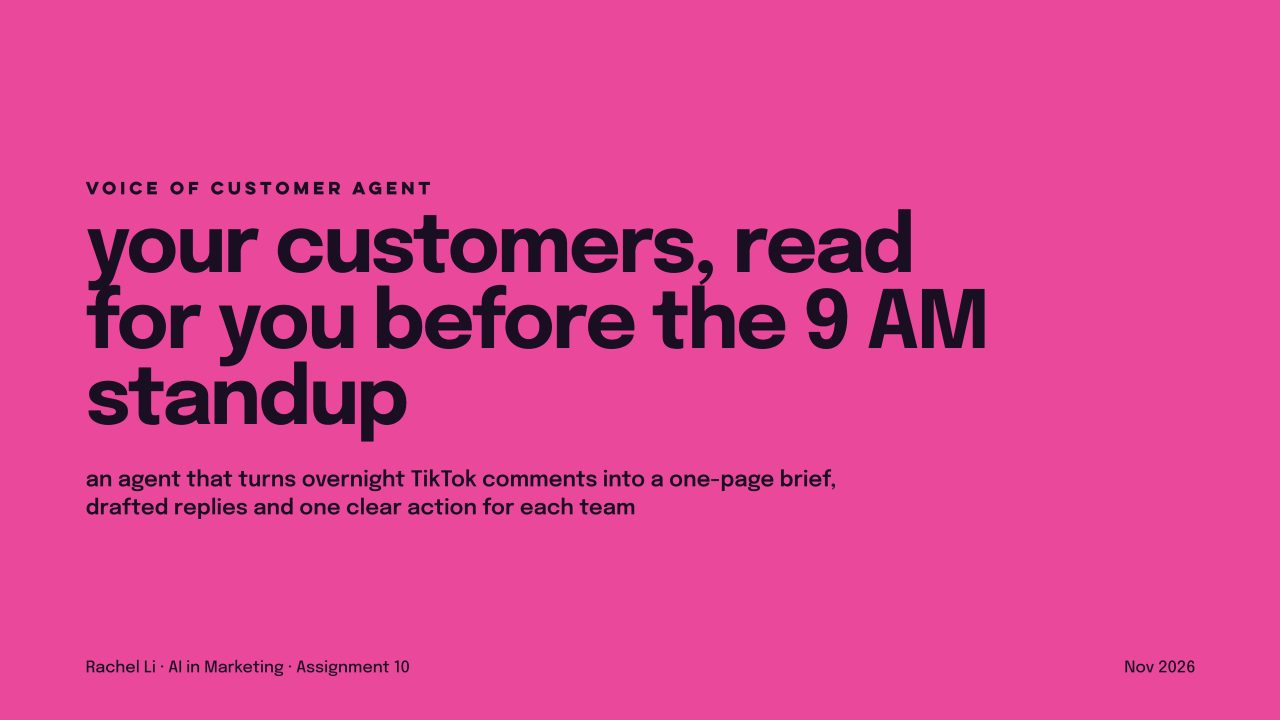 VOICE OF CUSTOMER AGENT
your customers, read
for you before the 9 AM
standup
an agent that turns overnight TikTok comments into a one-page brief,
drafted replies and one clear action for each team
Rachel Li · AI in Marketing · Assignment 10
Nov 2026